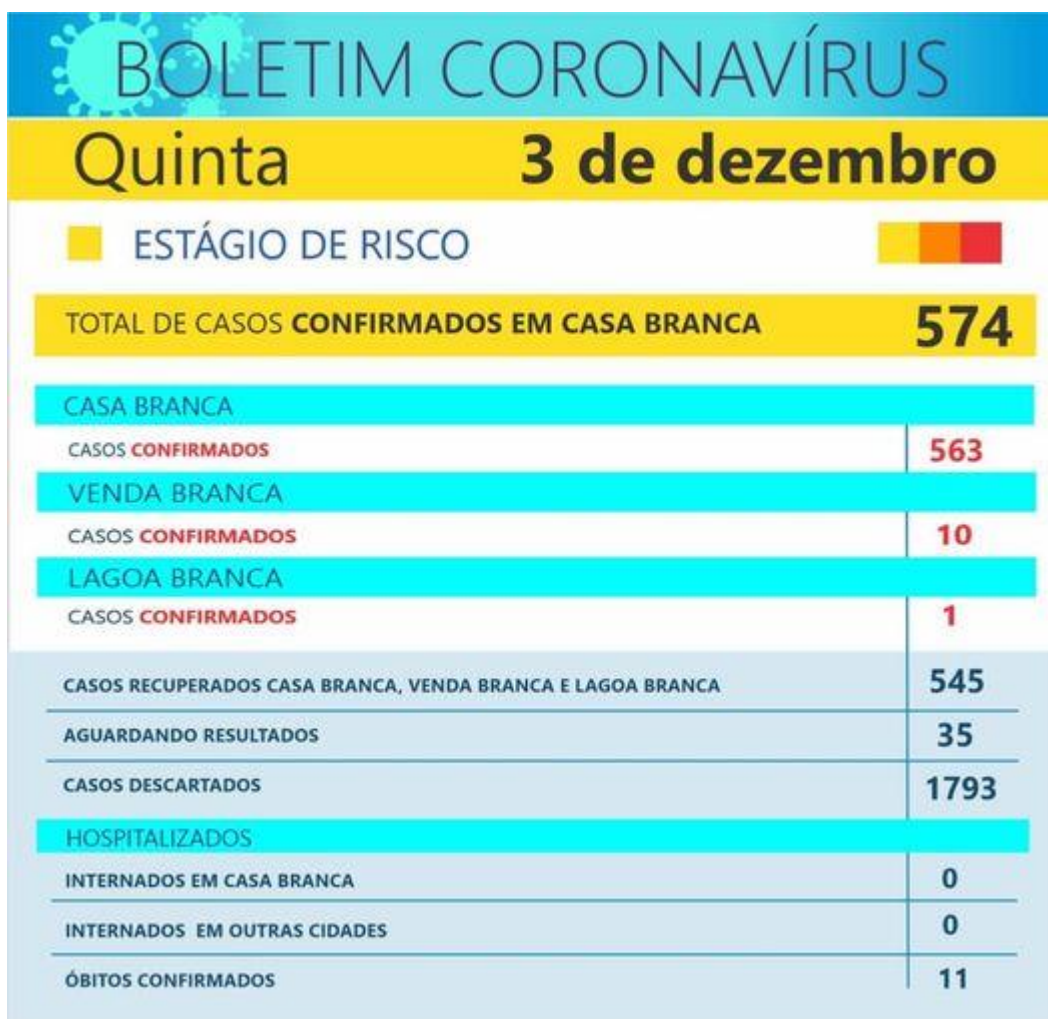 BOLETIM CORONAVÍRUS
Quinta 3 de dezembro
ESTÁGIO DE RISCO
TOTAL DE CASOS CONFIRMADOS EM CASA BRANCA 574
CASA BRANCA
CASOS CONFIRMADOS 563
VENDA BRANCA
CASOS CONFIRMADOS 10
LAGOA BRANCA
CASOS CONFIRMADOS 1
CASOS RECUPERADOS CASA BRANCA, VENDA BRANCA E LAGOA BRANCA 545
AGUARDANDO RESULTADOS 35
CASOS DESCARTADOS 1793
HOSPITALIZADOS
INTERNADOS EM CASA BRANCA 0
INTERNADOS EM OUTRAS CIDADES 0
ÓBITOS CONFIRMADOS 11